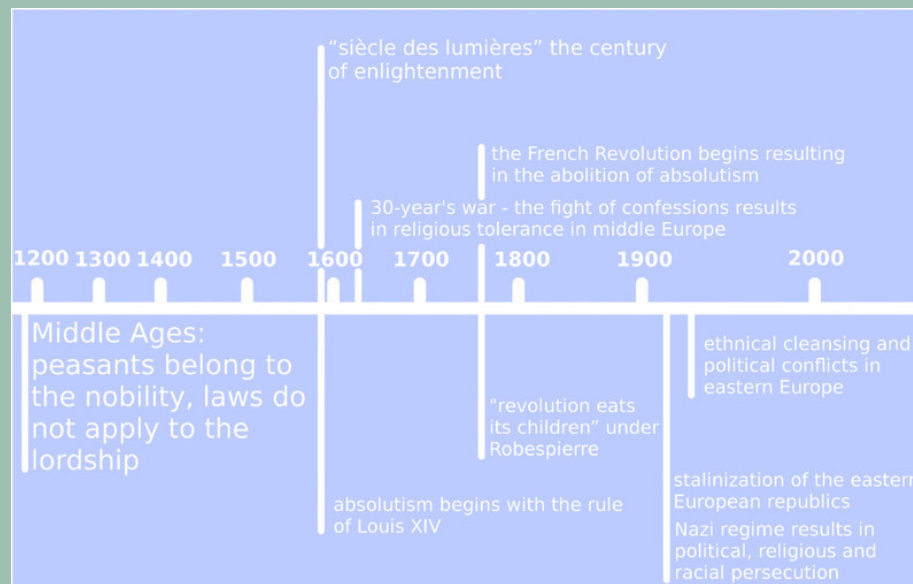 “siècle des lumières” the century
of enlightenment
the French Revolution begins resulting
in the abolition of absolutism
30-year's war - the fight of confessions results
in religious tolerance in middle Europe
1200 1300 1400 1500 1600 1700 1800 1900 2000
Middle Ages:
peasants belong to
the nobility, laws do
not apply to the
lordship
ethnical cleansing and
political conflicts in
eastern Europe
“revolution eats
its children” under
Robespierre
absolutism begins with the rule
of Louis XIV
stalinization of the eastern
European republics
Nazi regime results in
political, religious and
racial persecution